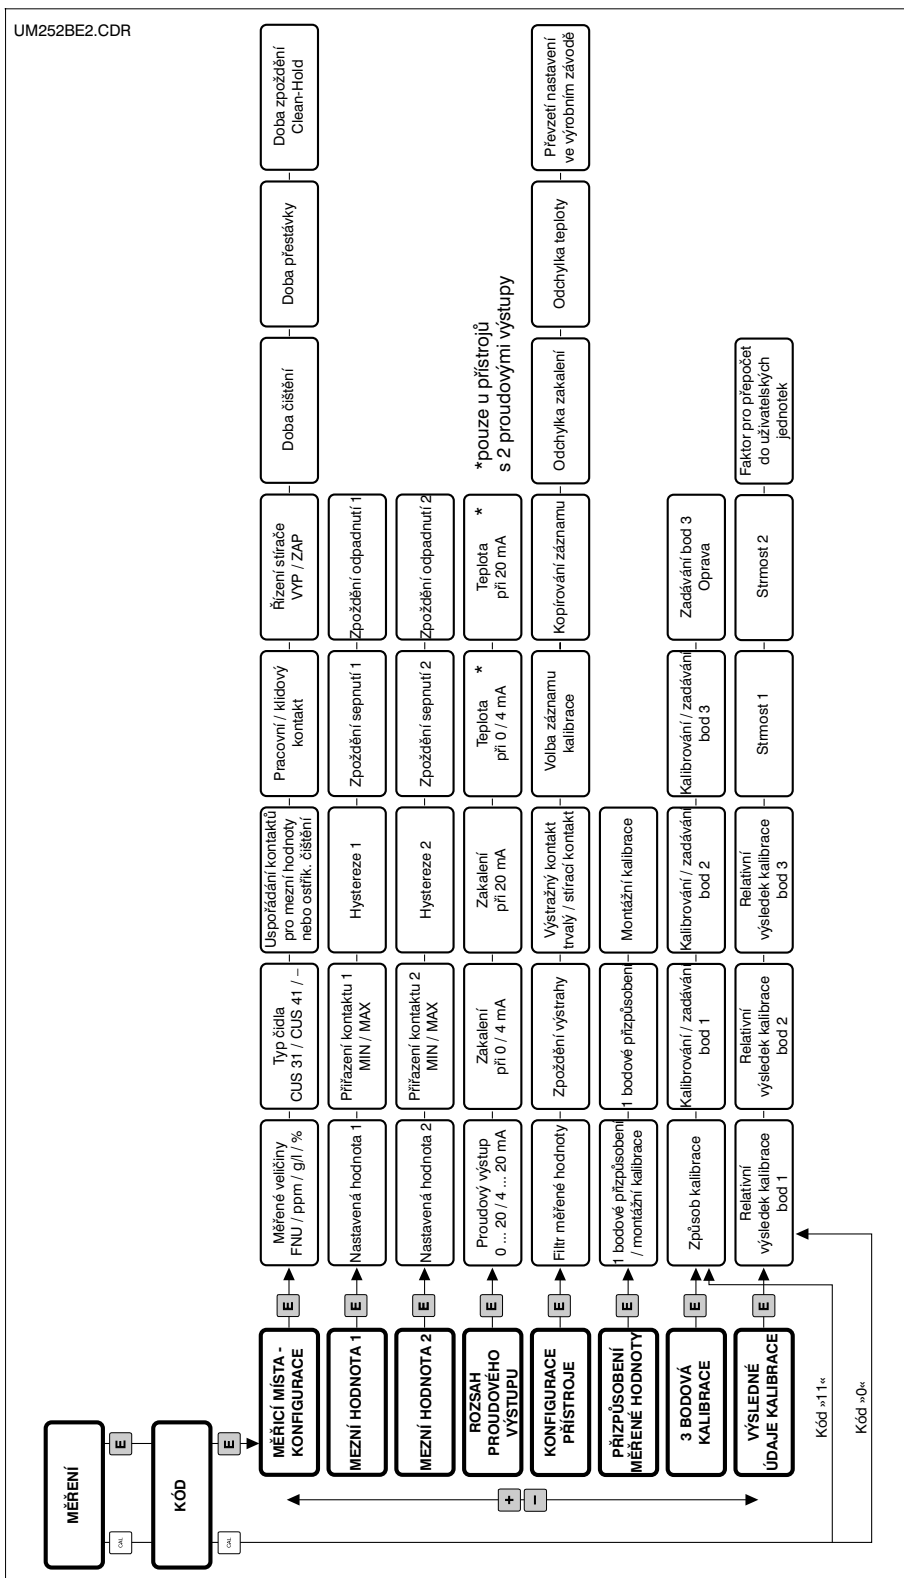 UM252BE2.CDR
MĚŘENÍ
E
CAL
KÓD
E
CAL
+
–
MĚŘICÍ MÍSTA -
KONFIGURACE
E
Měřené veličiny
FNU / ppm / g/l / %
Typ čidla
CUS 31 / CUS 41 / –
Uspořádání kontaktů
pro mezní hodnoty
nebo ostřik. čištění
Pracovní / klidový
kontakt
Řízení stírače
VYP / ZAP
Doba čištění
Doba přestávky
Doba zpoždění
Clean-Hold
MEZNÍ HODNOTA 1
E
Nastavená hodnota 1
Přiřazení kontaktu 1
MIN / MAX
Hystereze 1
Zpoždění sepnutí 1
Zpoždění odpadnutí 1
MEZNÍ HODNOTA 2
E
Nastavená hodnota 2
Přiřazení kontaktu 2
MIN / MAX
Hystereze 2
Zpoždění sepnutí 2
Zpoždění odpadnutí 2
ROZSAH
PROUDOVÉHO
VÝSTUPU
E
Proudový výstup
0 ... 20 / 4 ... 20 mA
Zakalení
při 0 / 4 mA
Zakalení
při 20 mA
Teplota *
při 0 / 4 mA
Teplota *
při 20 mA
*pouze u přístrojů
s 2 proudovými výstupy
KONFIGURACE
PŘÍSTROJE
E
Filtr měřené hodnoty
Zpoždění výstrahy
Výstražný kontakt
trvalý / stírací kontakt
Volba záznamu
kalibrace
Kopírování záznamu
Odchylka zakalení
Odchylka teploty
Převzetí nastavení
ve výrobním závodě
PŘIZPŮSOBENÍ
MĚŘENÉ HODNOTY
E
1 bodové přizpůsobení
/ montážní kalibrace
1 bodové přizpůsobení
Montážní kalibrace
3 BODOVÁ
KALIBRACE
E
Způsob kalibrace
Kalibrování / zadávání
bod 1
Kalibrování / zadávání
bod 2
Kalibrování / zadávání
bod 3
Zadávání bod 3
Oprava
VÝSLEDNÉ
ÚDAJE KALIBRACE
E
Relativní
výsledek kalibrace
bod 1
Relativní
výsledek kalibrace
bod 2
Relativní
výsledek kalibrace
bod 3
Strmost 1
Strmost 2
Faktor pro přepočet
do uživatelských
jednotek
Kód »11«
Kód »0«